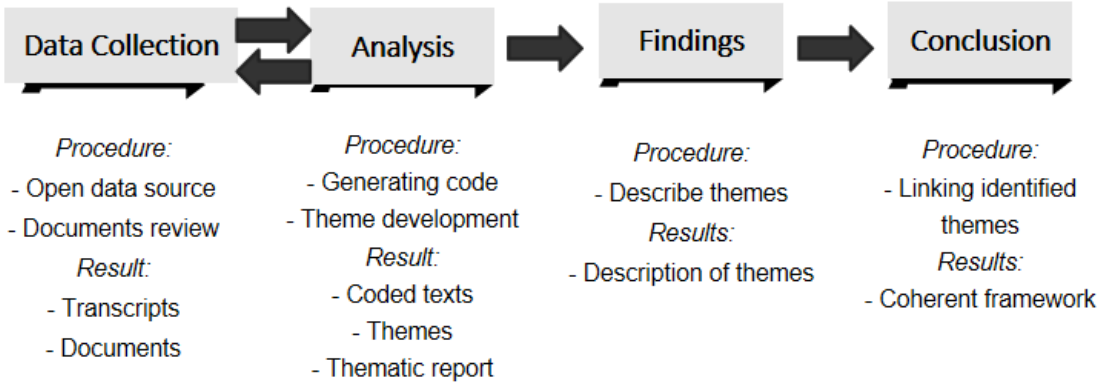 Data Collection
Procedure:
- Open data source
- Documents review
Result:
- Transcripts
- Documents
Analysis
Procedure:
- Generating code
- Theme development
Result:
- Coded texts
- Themes
- Thematic report
Findings
Procedure:
- Describe themes
Results:
- Description of themes
Conclusion
Procedure:
- Linking identified
themes
Results:
- Coherent framework